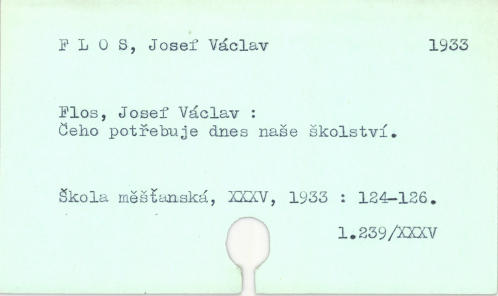 F L O S, Josef Václav 1933
Flos, Josef Václav :
Čeho potřebuje dnes naše školství.
Škola měšťanská, XXXV, 1933 : 124-126.
1.239/XXXV